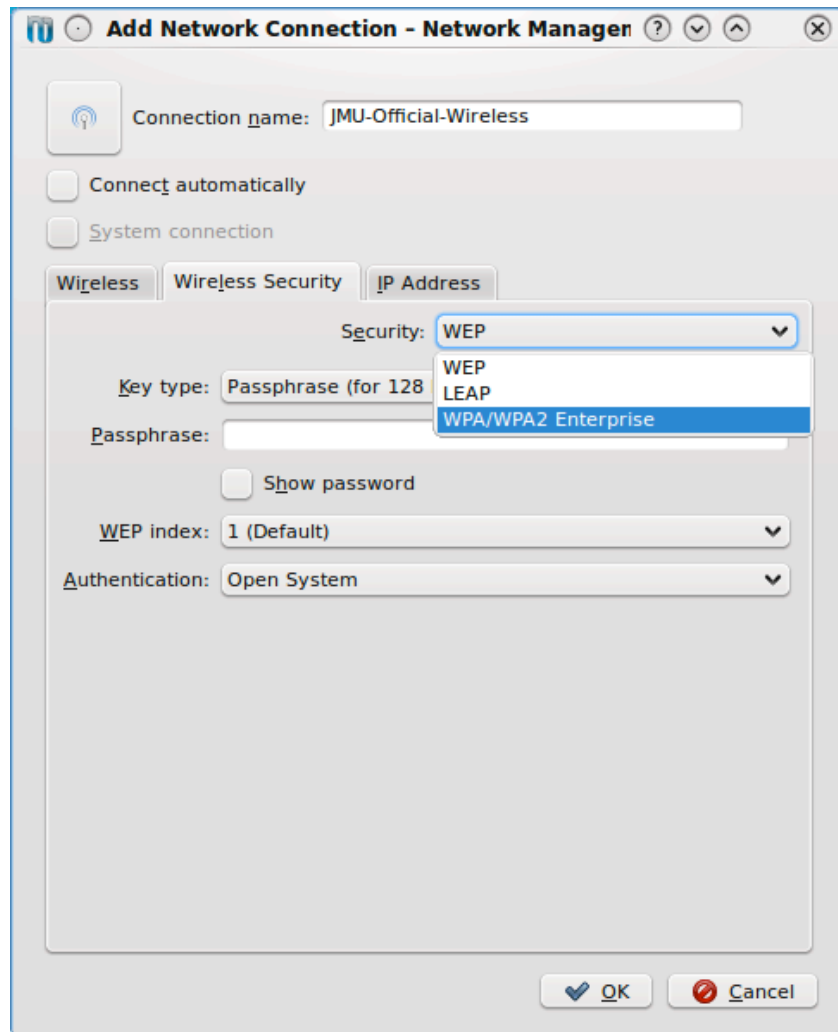 Add Network Connection – Network Managen
Connection name: JMU-Official-Wireless
Connect automatically
System connection
Wireless Wireless Security IP Address
Security: WEP
WEP
LEAP
WPA/WPA2 Enterprise
Key type: Passphrase (for 128
Passphrase:
Show password
WEP index: 1 (Default)
Authentication: Open System
OK Cancel